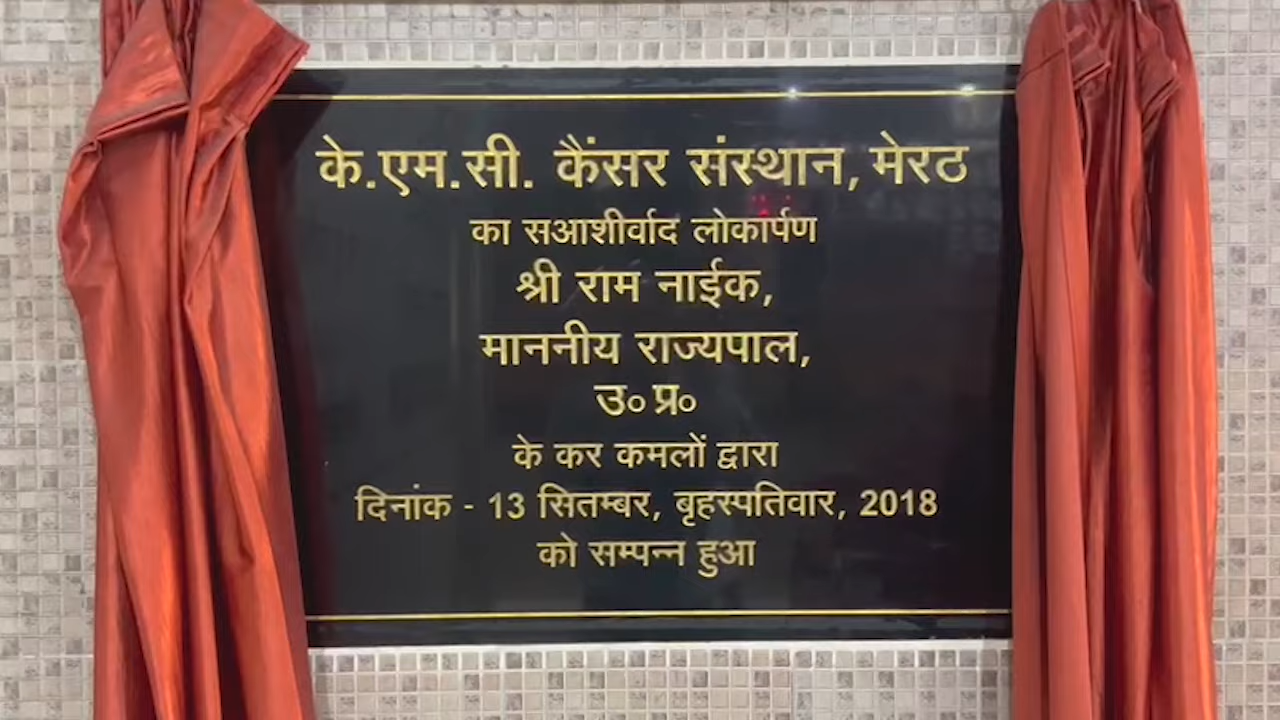 के.एम.सी. कैंसर संस्थान, मेरठ
का सआशीर्वाद लोकार्पण
श्री राम नाईक,
माननीय राज्यपाल,
उ० प्र०
के कर कमलों द्वारा
दिनांक - 13 सितम्बर, बृहस्पतिवार, 2018
को सम्पन्न हुआ